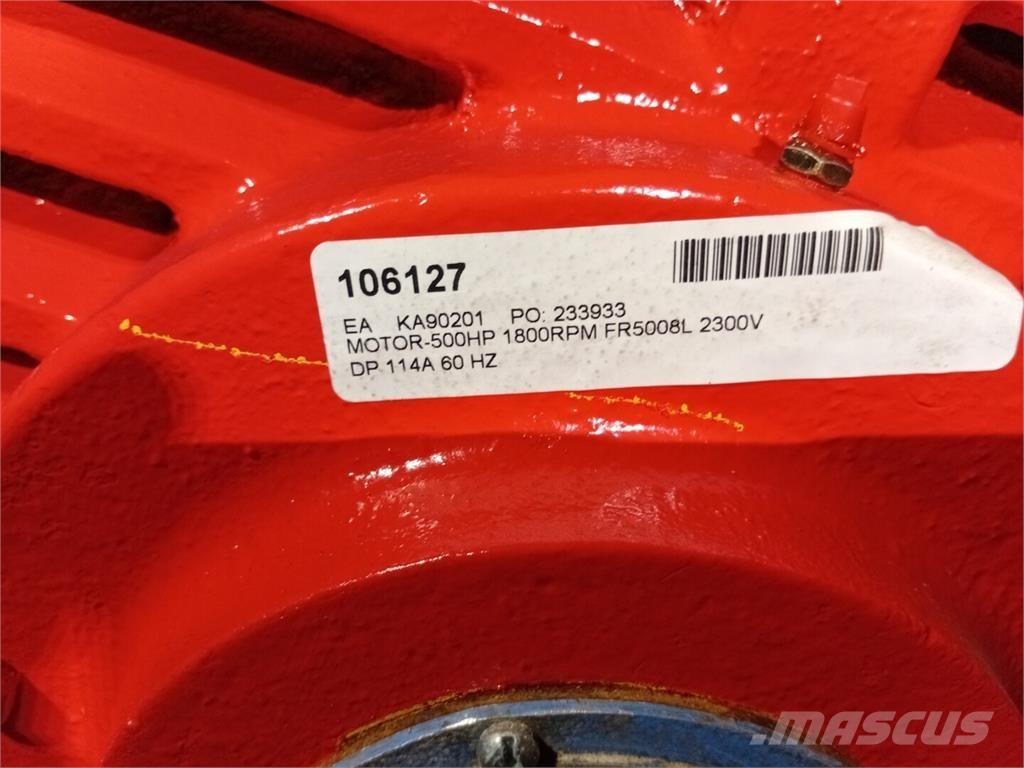 106127
EA KA90201 PO: 233933
MOTOR-500HP 1800RPM FR5008L 2300V
DP 114A 60 HZ
MASCUS